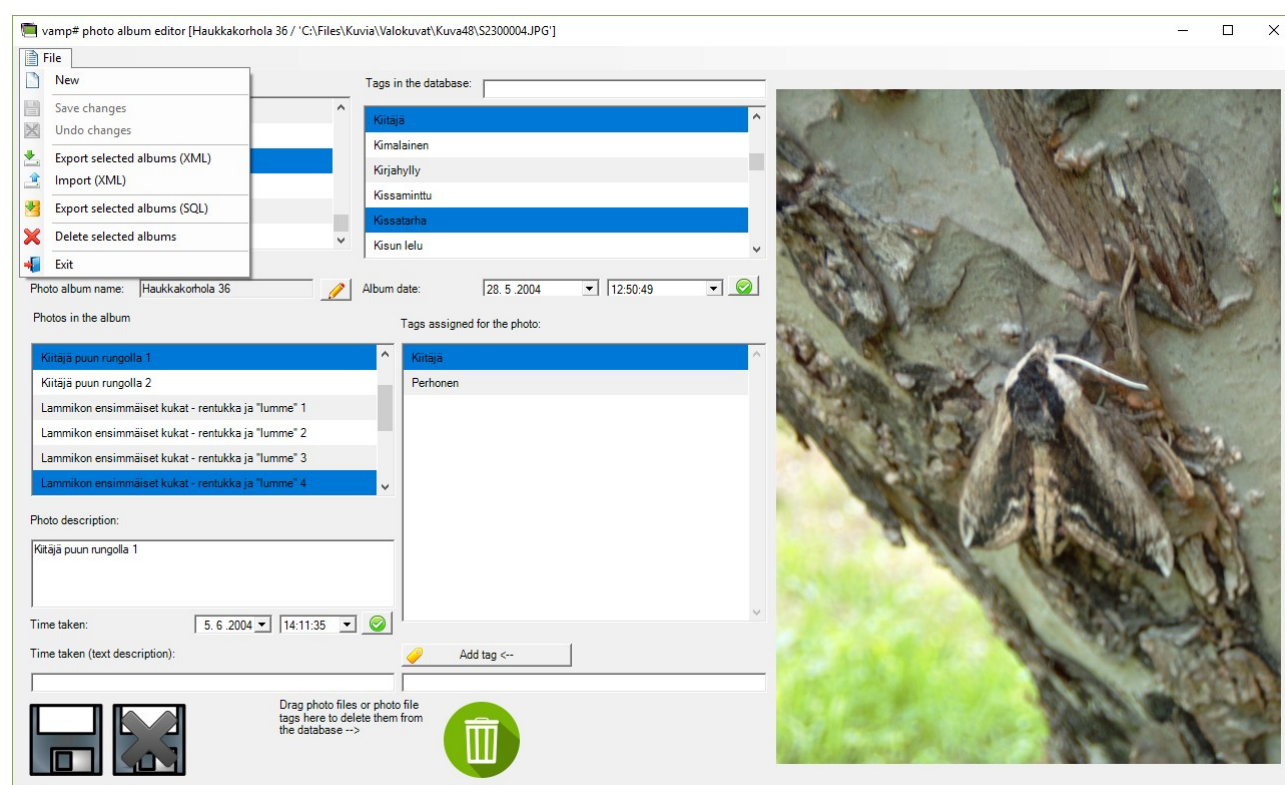 vamp# photo album editor [Haukkakorhola 36 / 'C:\Files\Kuvia\Valokuvat\Kuva48\S2300004.JPG']
File
New
Save changes
Undo changes
Export selected albums (XML)
Import (XML)
Export selected albums (SQL)
Delete selected albums
Exit
Tags in the database:
Kiitäjä
Kimalainen
Kirjahylly
Kissaminttu
Kissatarha
Kisun lelu
Photo album name: Haukkakorhola 36 Album date: 28. 5 .2004 12:50:49
Photos in the album
Kiitäjä puun rungolla 1
Kiitäjä puun rungolla 2
Lammikon ensimmäiset kukat - rentukka ja "lumme" 1
Lammikon ensimmäiset kukat - rentukka ja "lumme" 2
Lammikon ensimmäiset kukat - rentukka ja "lumme" 3
Lammikon ensimmäiset kukat - rentukka ja "lumme" 4
Tags assigned for the photo:
Kiitäjä
Perhonen
Photo description:
Kiitäjä puun rungolla 1
Time taken: 5. 6 .2004 14:11:35
Time taken (text description):
Add tag <--
Drag photo files or photo file
tags here to delete them from
the database -->